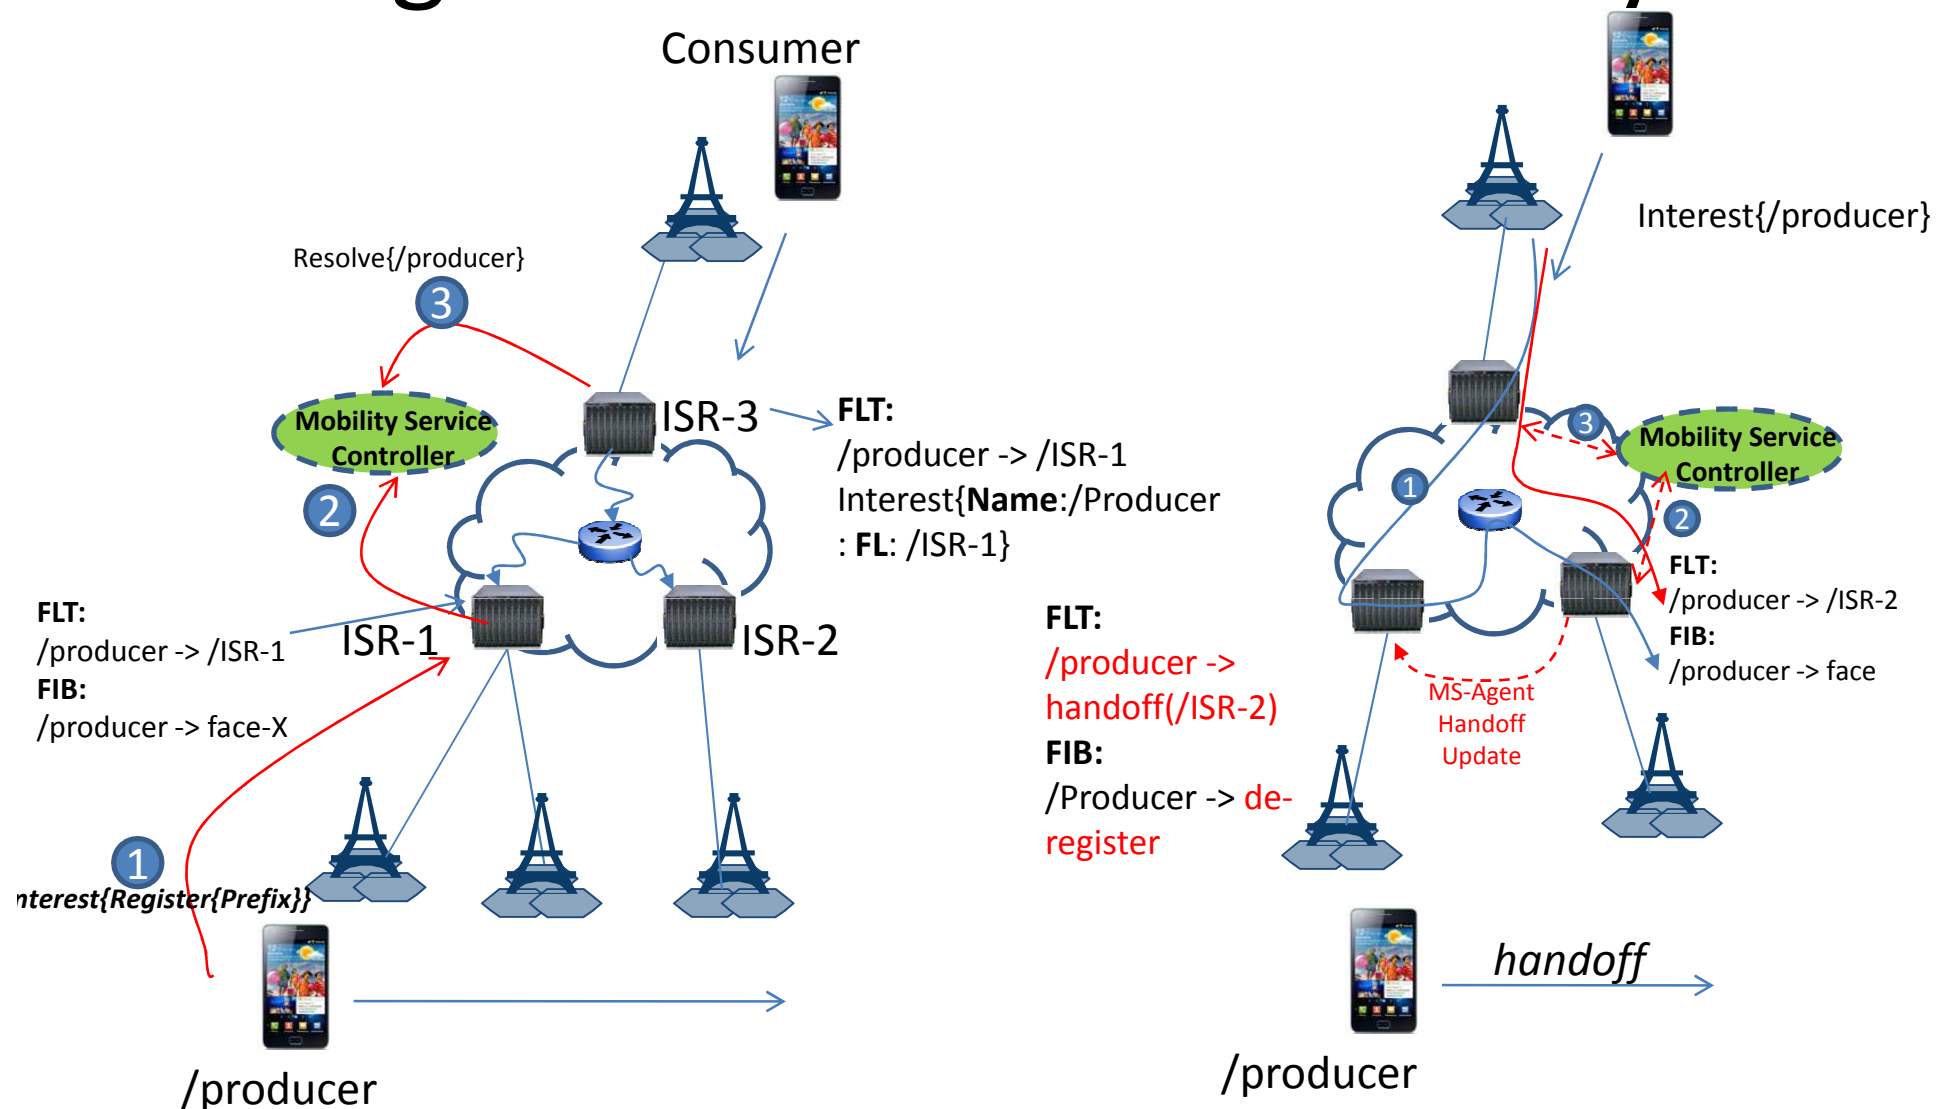 Consumer
Resolve{/producer}
3
Mobility Service
Controller
2
ISR-3
FLT:
/producer -> /ISR-1
Interest{Name:/Producer
: FL: /ISR-1}
FLT:
/producer -> /ISR-1
FIB:
/producer -> face-X
ISR-1
ISR-2
1
nterest{Register{Prefix}}
/producer
Interest{/producer}
3
Mobility Service
Controller
1
2
FLT:
/producer -> /ISR-2
FIB:
/producer -> face
FLT:
/producer ->
handoff(/ISR-2)
FIB:
/Producer -> de-
register
MS-Agent
Handoff
Update
handoff
/producer